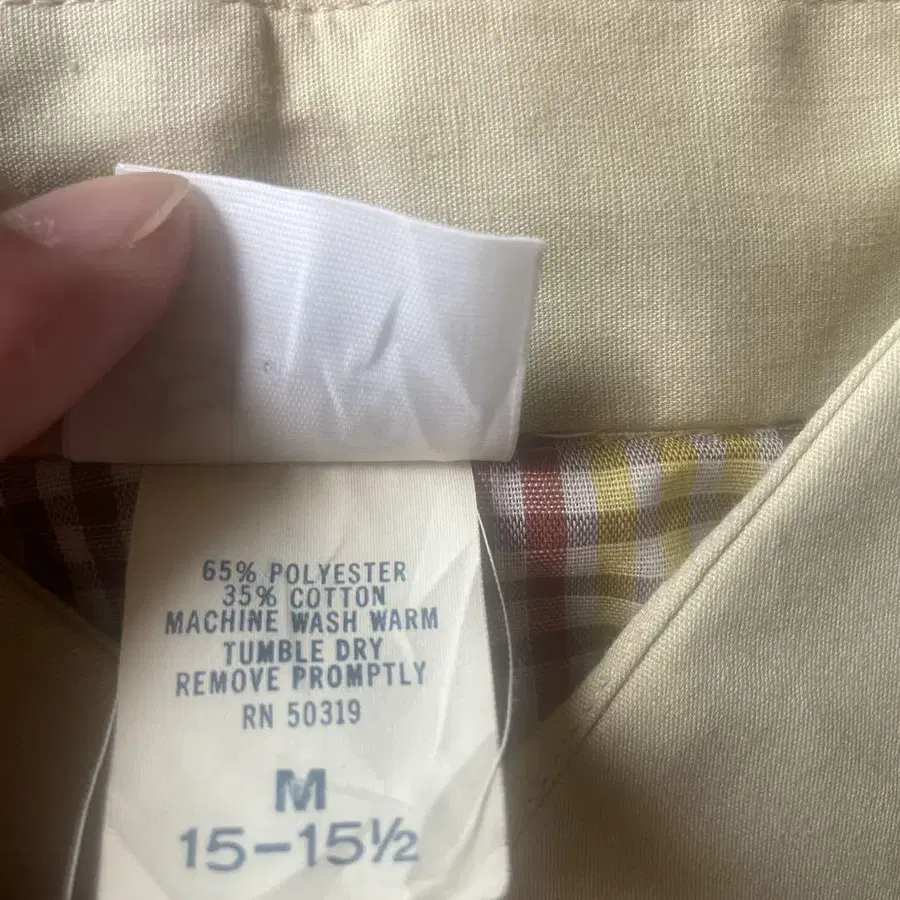 65% POLYESTER
35% COTTON
MACHINE WASH WARM
TUMBLE DRY
REMOVE PROMPTLY
RN 50319
M
15-15½